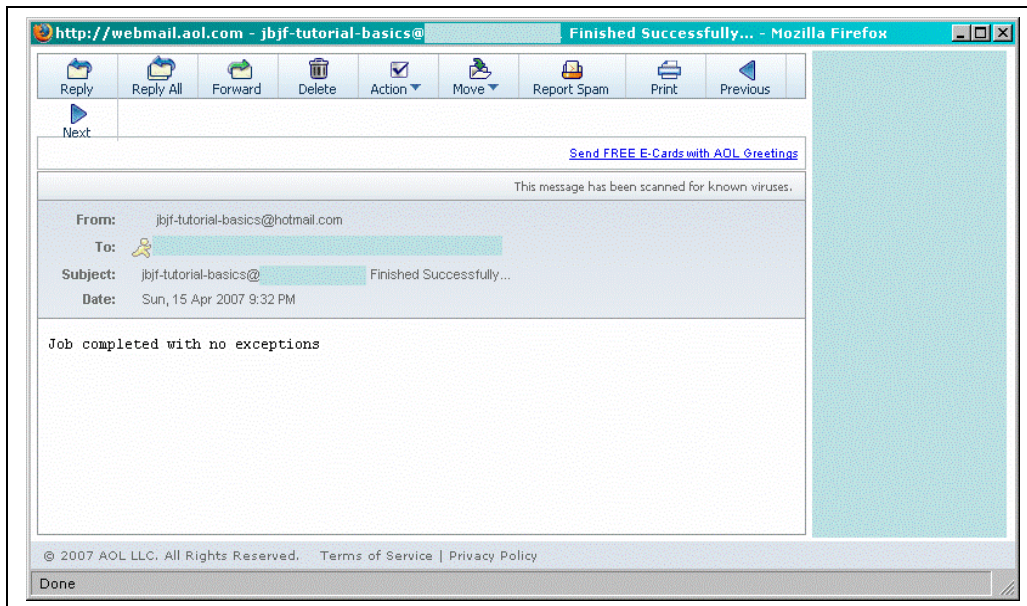 http://webmail.aol.com - jbjf-tutorial-basics@ Finished Successfully... - Mozilla Firefox
Reply Reply All Forward Delete Action Move Report Spam Print Previous
Next
Send FREE E-Cards with AOL Greetings
This message has been scanned for known viruses.
From: jbjf-tutorial-basics@hotmail.com
To:
Subject: jbjf-tutorial-basics@ Finished Successfully...
Date: Sun, 15 Apr 2007 9:32 PM
Job completed with no exceptions
© 2007 AOL LLC. All Rights Reserved. Terms of Service | Privacy Policy
Done